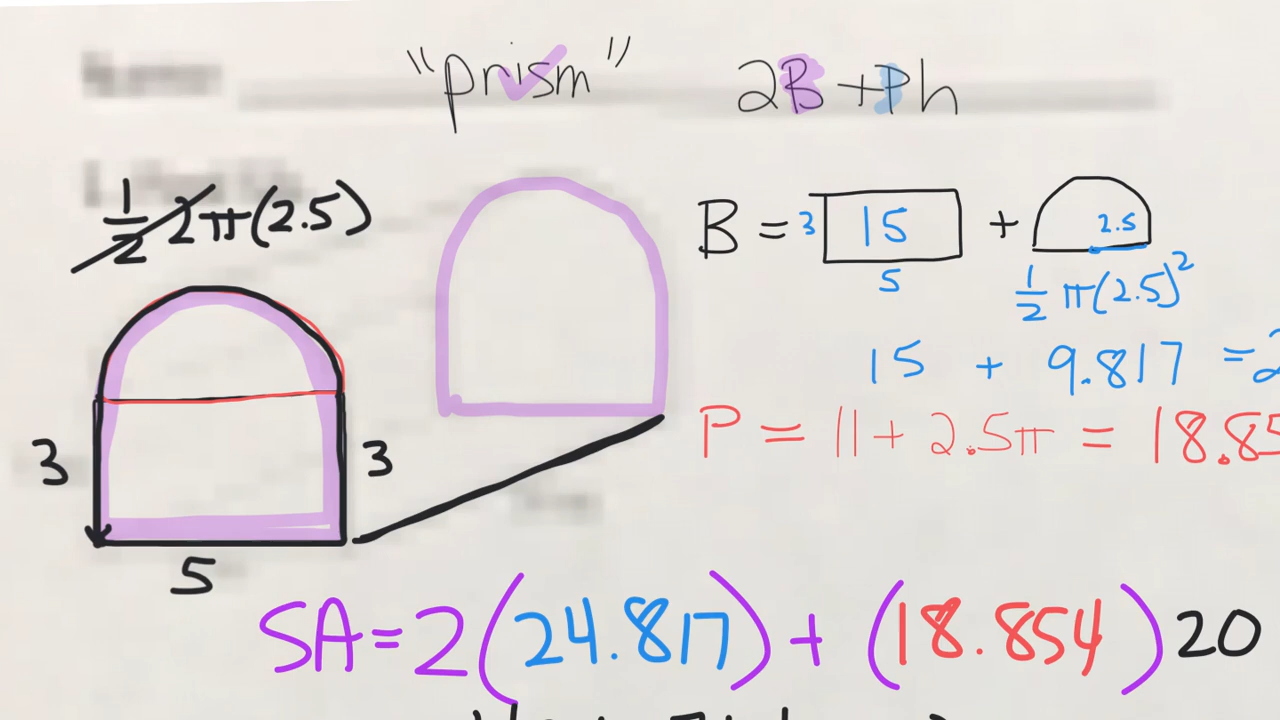 "prism" 2B + Ph
1/2 2π(2.5)
B = 3 15 + 2.5
5 1/2 π(2.5)²
15 + 9.817 =
P = 11 + 2.5π = 18.85
3 3
5
SA = 2(24.817) + (18.854)20